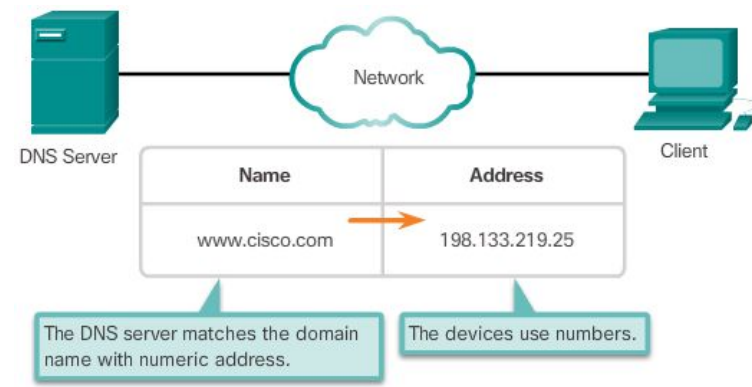 Network
DNS Server
Client
Name Address
www.cisco.com 198.133.219.25
The DNS server matches the domain
name with numeric address.
The devices use numbers.